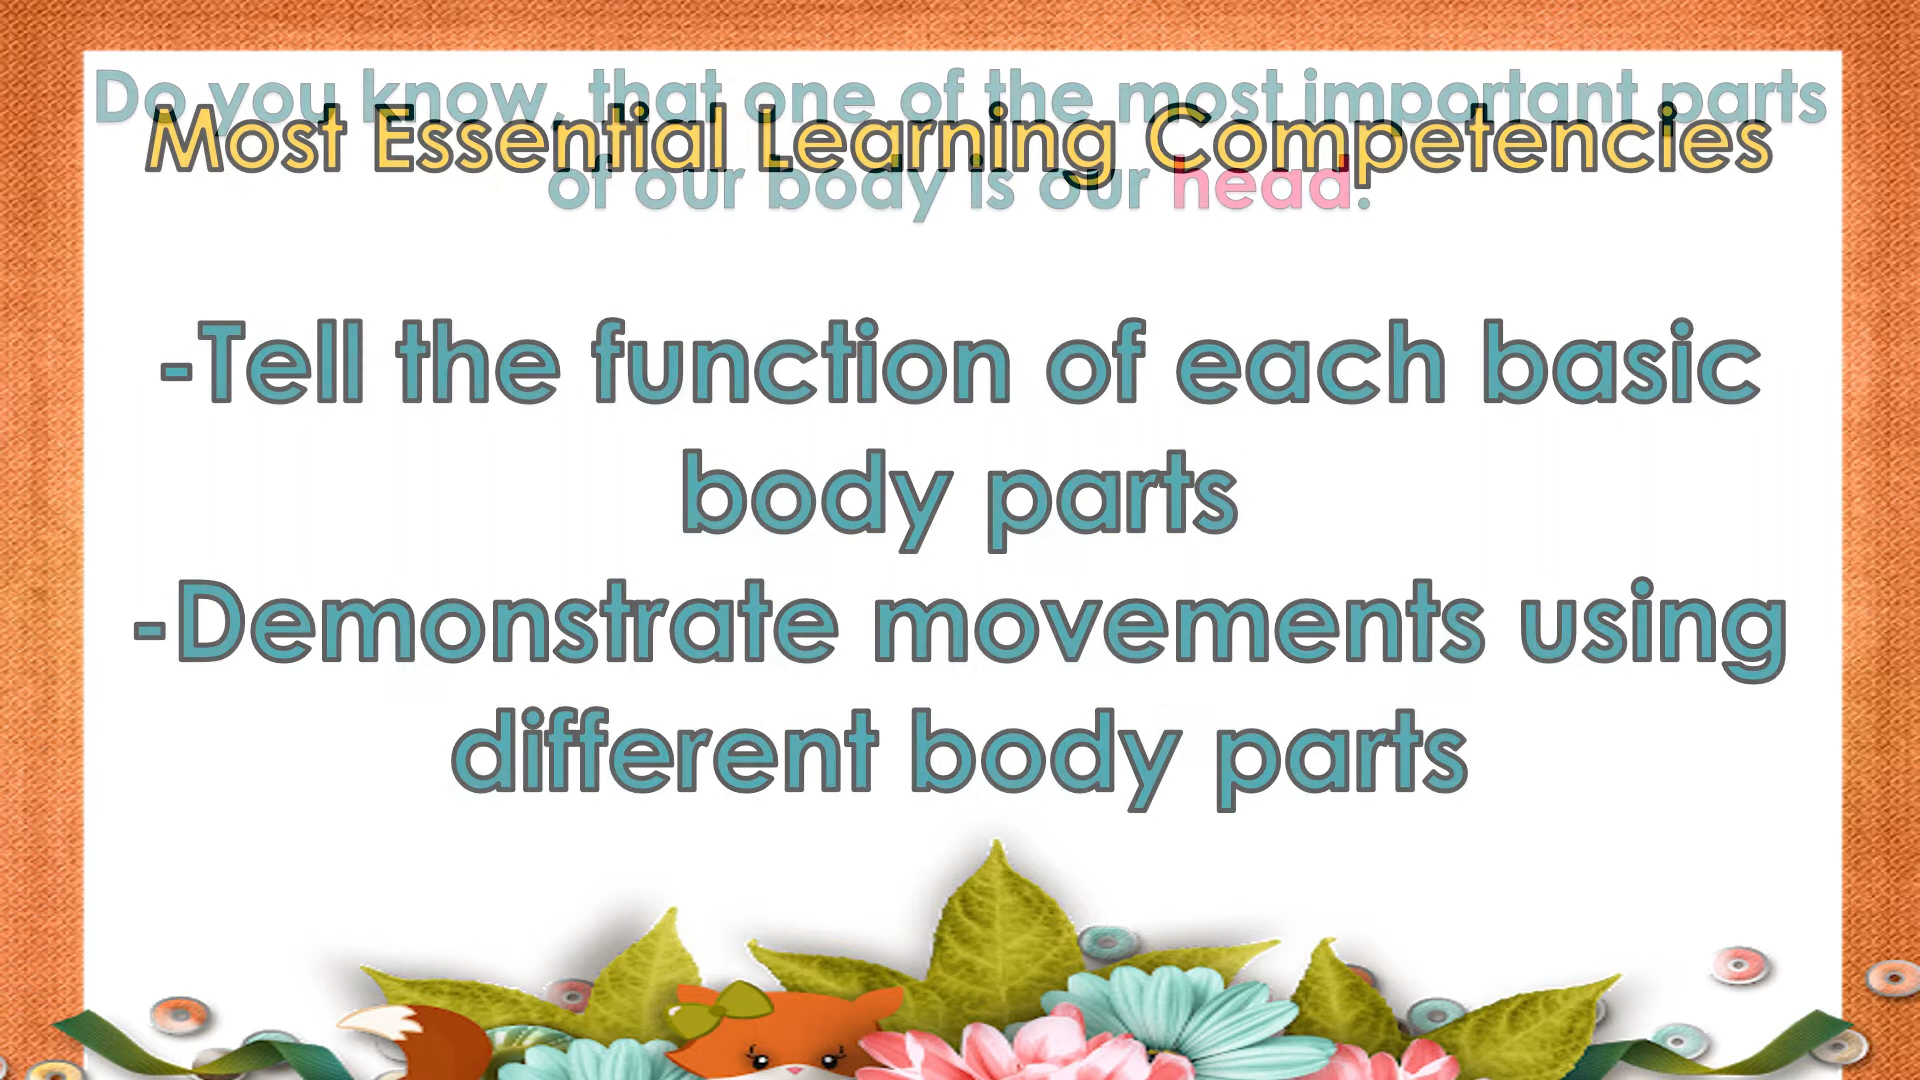 Do you know, that one of the most important parts
of our body is our head.
Most Essential Learning Competencies
-Tell the function of each basic
body parts
-Demonstrate movements using
different body parts